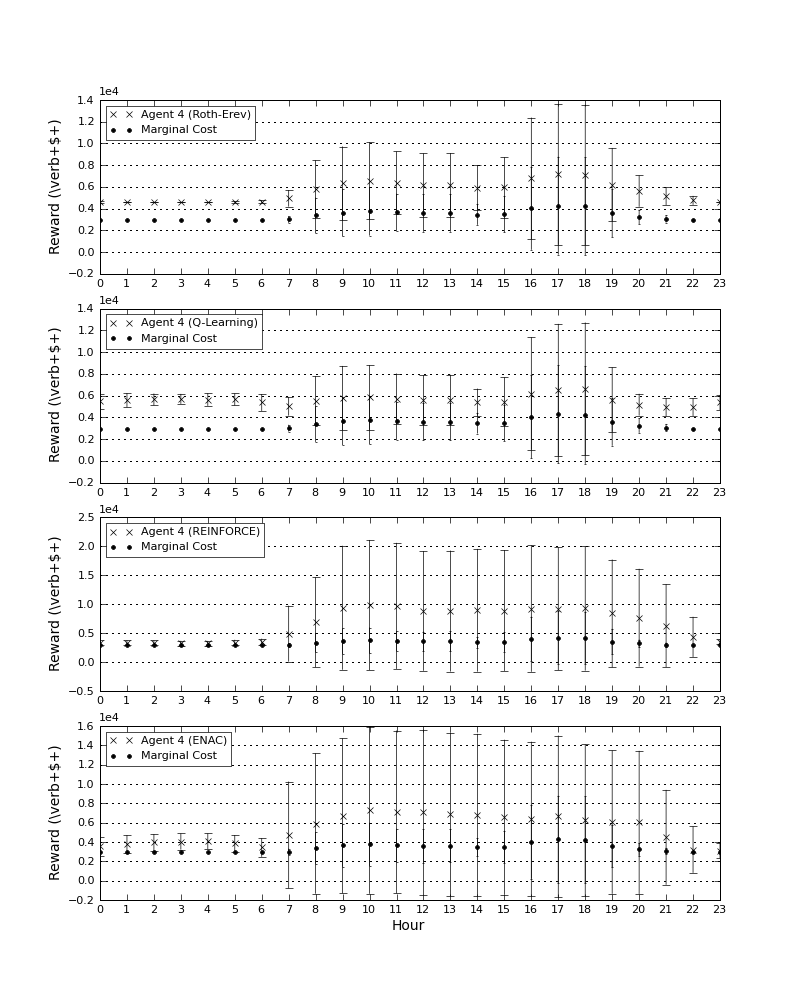 1e4
Reward (\verb+$+)
1.4
1.2
1.0
0.8
0.6
0.4
0.2
0.0
−0.2
Agent 4 (Roth-Erev)
Marginal Cost
0 1 2 3 4 5 6 7 8 9 10 11 12 13 14 15 16 17 18 19 20 21 22 23
1e4
Reward (\verb+$+)
1.4
1.2
1.0
0.8
0.6
0.4
0.2
0.0
−0.2
Agent 4 (Q-Learning)
Marginal Cost
0 1 2 3 4 5 6 7 8 9 10 11 12 13 14 15 16 17 18 19 20 21 22 23
1e4
Reward (\verb+$+)
2.5
2.0
1.5
1.0
0.5
0.0
−0.5
Agent 4 (REINFORCE)
Marginal Cost
0 1 2 3 4 5 6 7 8 9 10 11 12 13 14 15 16 17 18 19 20 21 22 23
1e4
Reward (\verb+$+)
1.6
1.4
1.2
1.0
0.8
0.6
0.4
0.2
0.0
−0.2
Agent 4 (ENAC)
Marginal Cost
0 1 2 3 4 5 6 7 8 9 10 11 12 13 14 15 16 17 18 19 20 21 22 23
Hour